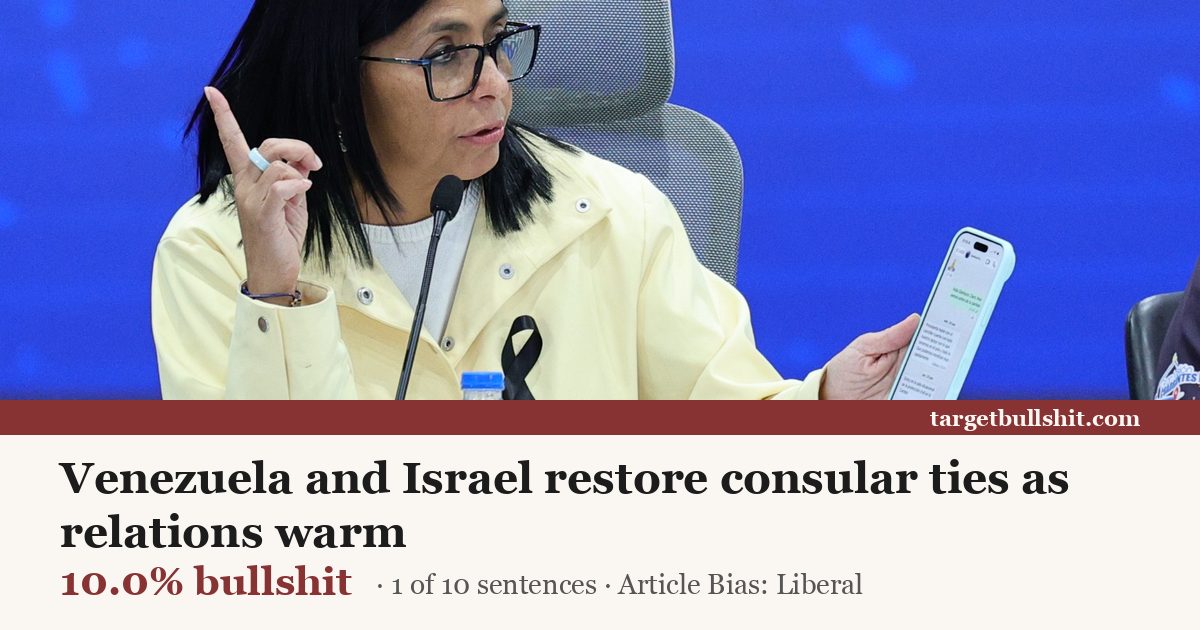 targetbullshit.com
Venezuela and Israel restore consular ties as
relations warm
10.0% bullshit · 1 of 10 sentences · Article Bias: Liberal